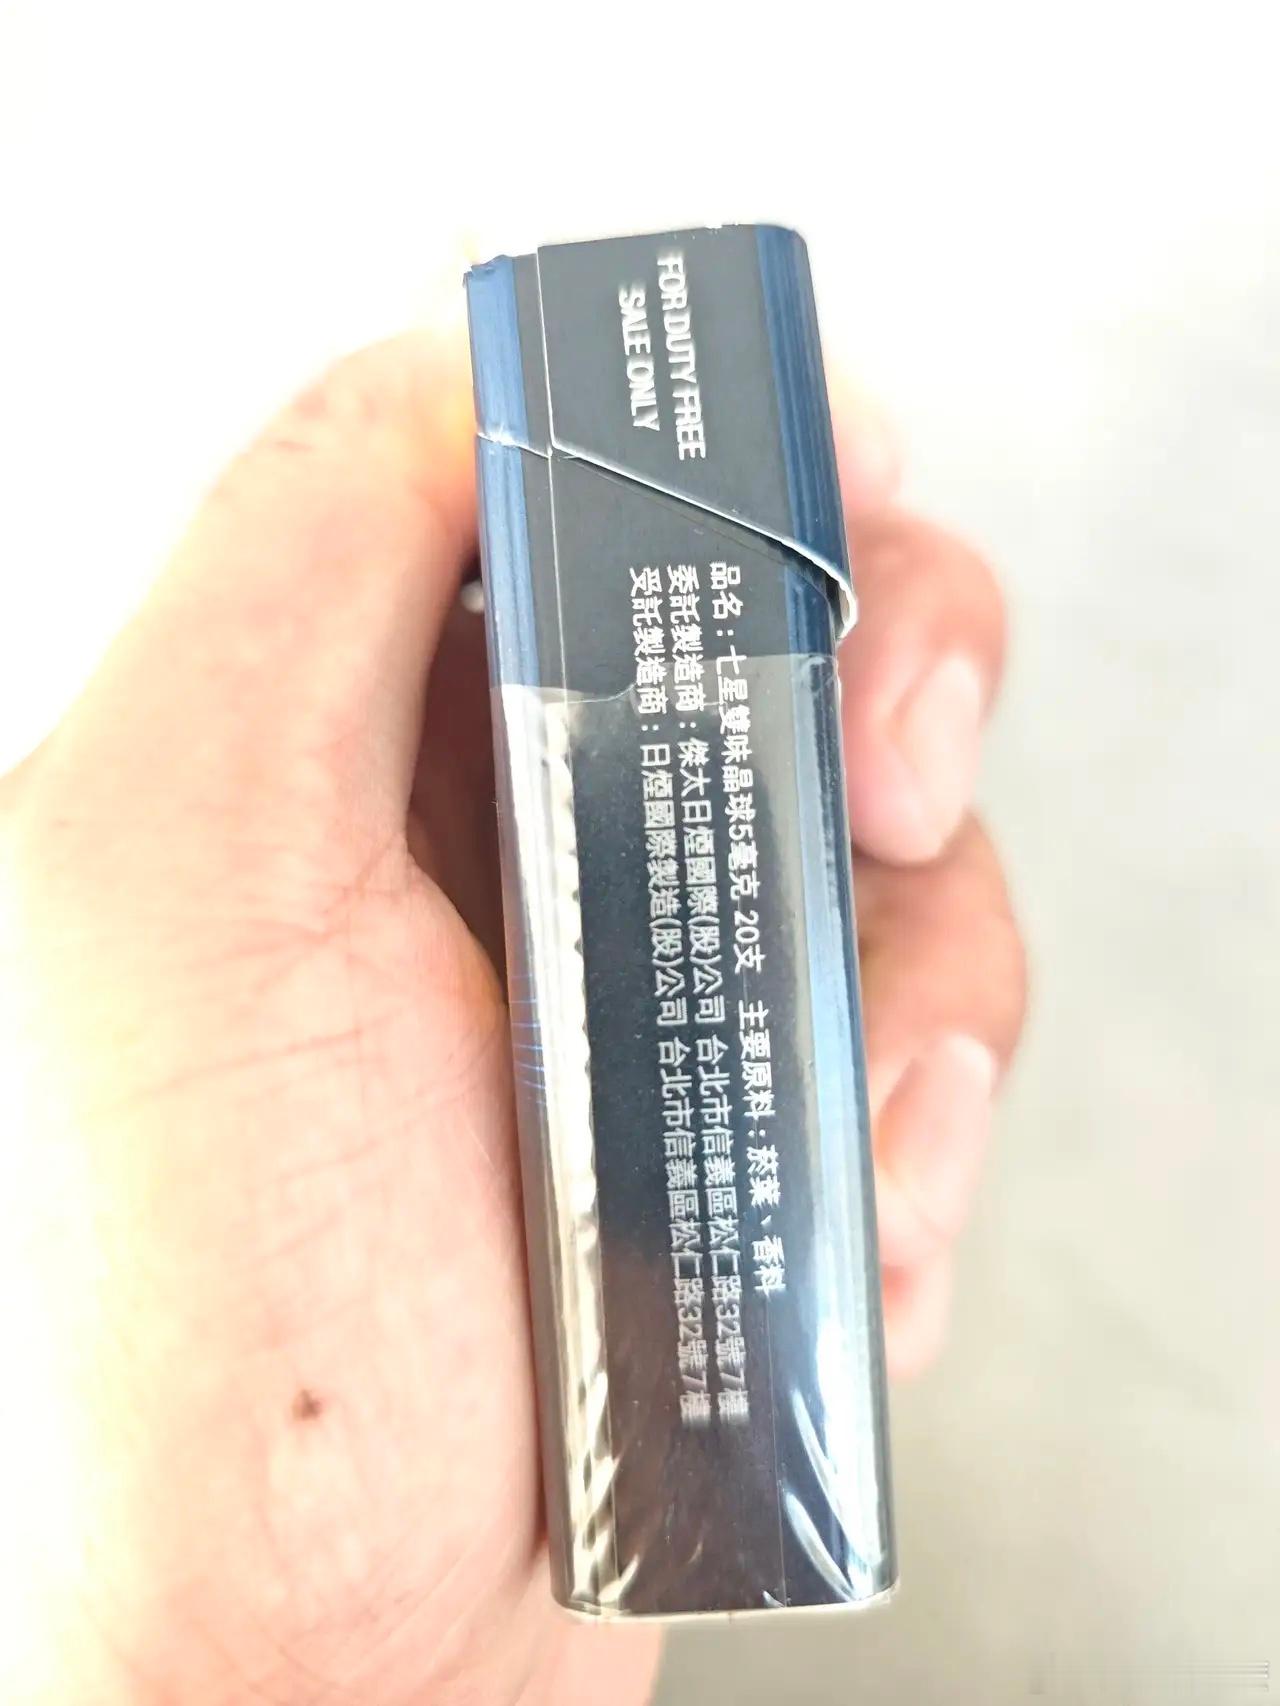 FOR DUTY FREE
SALE ONLY
品名：七星雙味晶球5毫克 20支 主要原料：菸葉、香料
委託製造商：傑太日煙國際(股)公司 台北市信義區松仁路32號7樓
受託製造商：日煙國際製造(股)公司 台北市信義區松仁路32號7樓